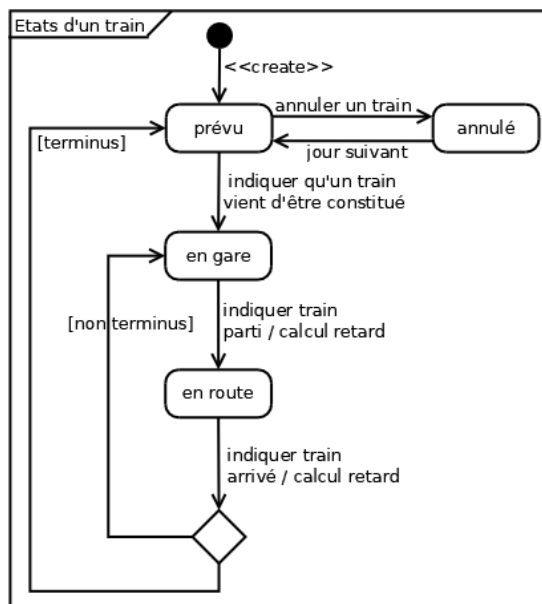 Etats d'un train
<<create>>
prévu
annuler un train
annulé
jour suivant
[terminus]
indiquer qu'un train
vient d'être constitué
en gare
[non terminus]
indiquer train
parti / calcul retard
en route
indiquer train
arrivé / calcul retard